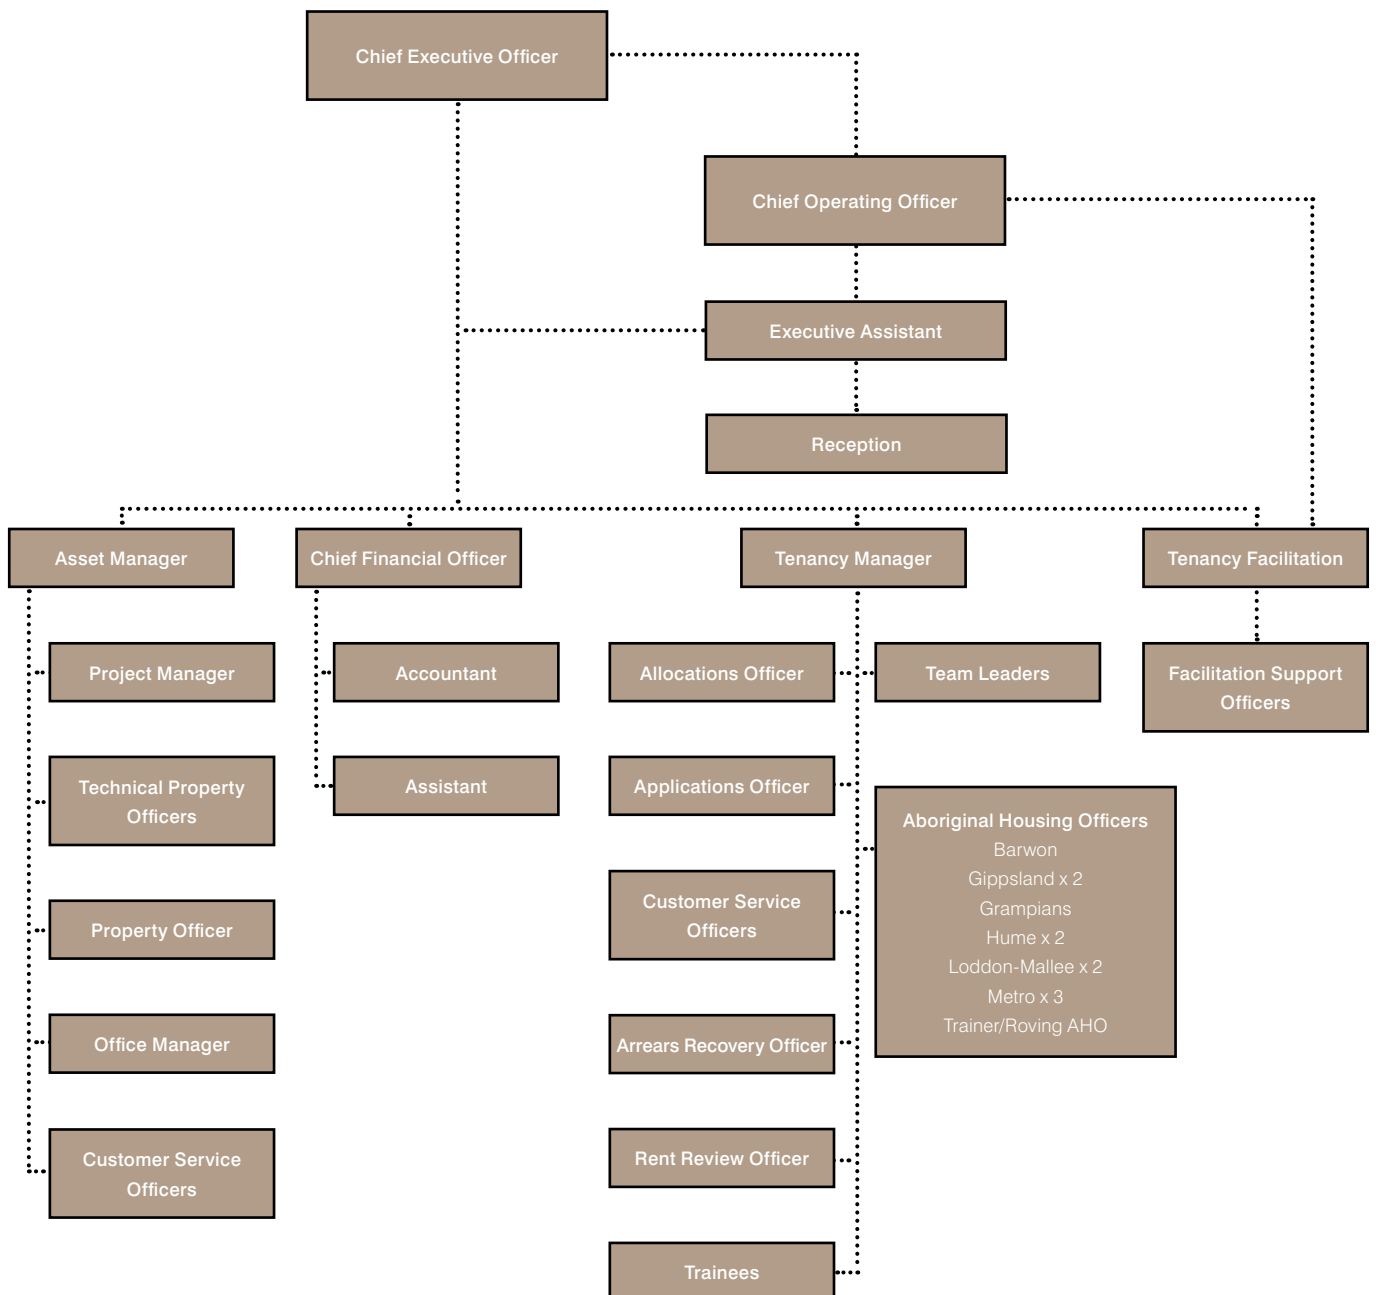 Chief Executive Officer
Chief Operating Officer
Executive Assistant
Reception
Asset Manager
Chief Financial Officer
Tenancy Manager
Tenancy Facilitation
Project Manager
Technical Property
Officers
Property Officer
Office Manager
Customer Service
Officers
Accountant
Assistant
Allocations Officer
Applications Officer
Customer Service
Officers
Arrears Recovery Officer
Rent Review Officer
Trainees
Team Leaders
Aboriginal Housing Officers
Barwon
Gippsland x 2
Grampians
Hume x 2
Loddon-Mallee x 2
Metro x 3
Trainer/Roving AHO
Facilitation Support
Officers